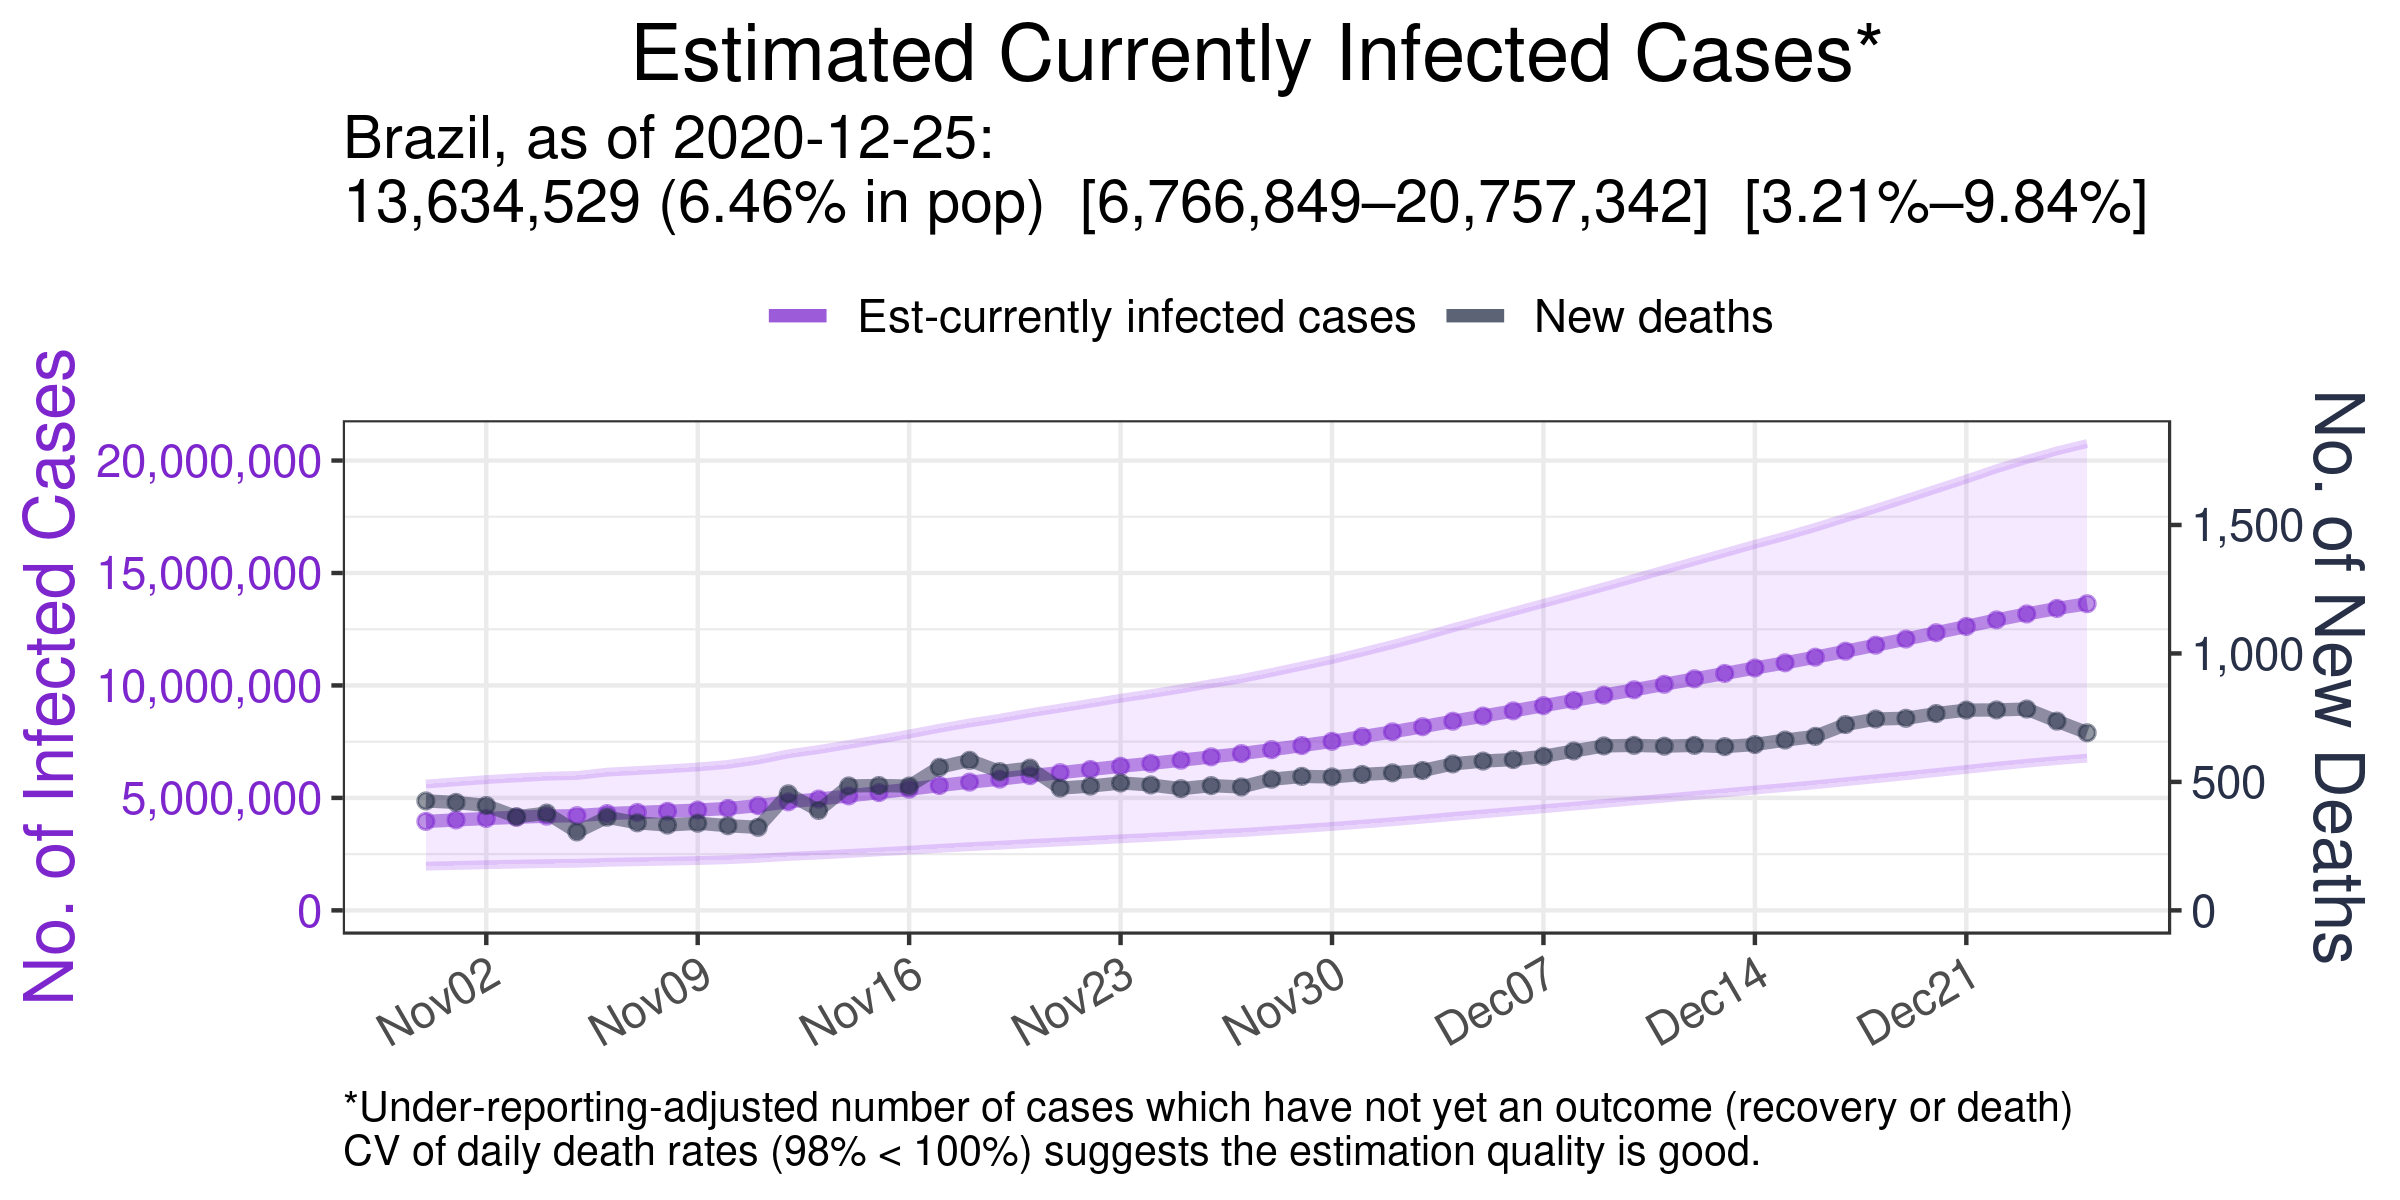 Estimated Currently Infected Cases*
Brazil, as of 2020-12-25:
13,634,529 (6.46% in pop)  [6,766,849–20,757,342]  [3.21%–9.84%]
Est-currently infected cases
New deaths
No. of Infected Cases
20,000,000
15,000,000
10,000,000
5,000,000
0
1,500
1,000
500
0
No. of New Deaths
Nov02
Nov09
Nov16
Nov23
Nov30
Dec07
Dec14
Dec21
*Under-reporting-adjusted number of cases which have not yet an outcome (recovery or death)
CV of daily death rates (98% < 100%) suggests the estimation quality is good.